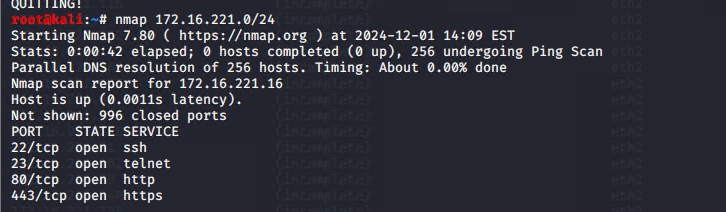 QUITTING!
root@kali:~# nmap 172.16.221.0/24
Starting Nmap 7.80 ( https://nmap.org ) at 2024-12-01 14:09 EST
Stats: 0:00:42 elapsed; 0 hosts completed (0 up), 256 undergoing Ping Scan
Parallel DNS resolution of 256 hosts. Timing: About 0.00% done
Nmap scan report for 172.16.221.16
Host is up (0.0011s latency).
Not shown: 996 closed ports
PORT    STATE SERVICE
22/tcp  open  ssh
23/tcp  open  telnet
80/tcp  open  http
443/tcp open  https